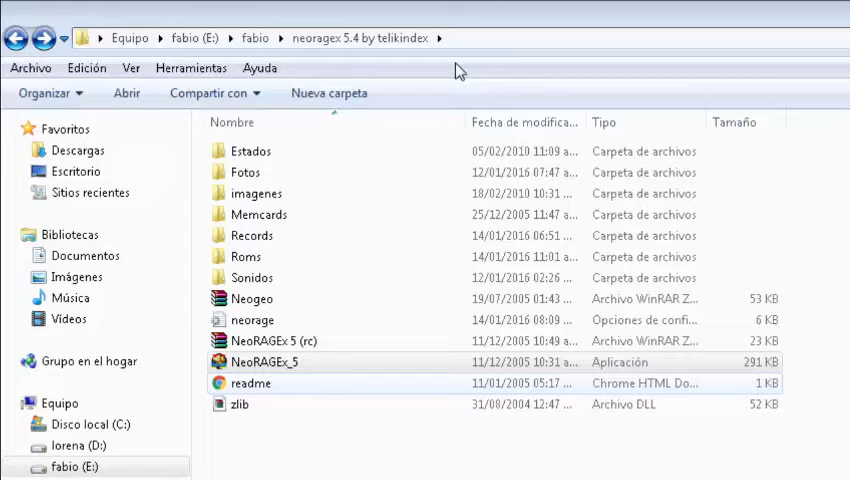 Equipo fabio (E:) fabio neoragex 5.4 by telikindex
Archivo Edición Ver Herramientas Ayuda
Organizar Abrir Compartir con Nueva carpeta
Favoritos
Descargas
Escritorio
Sitios recientes
Bibliotecas
Documentos
Imágenes
Música
Vídeos
Grupo en el hogar
Equipo
Disco local (C:)
lorena (D:)
fabio (E:)
Nombre Fecha de modifica... Tipo Tamaño
Estados 05/02/2010 11:09 a... Carpeta de archivos
Fotos 12/01/2016 07:47 ... Carpeta de archivos
imagenes 18/02/2010 10:31 ... Carpeta de archivos
Memcards 25/12/2005 11:47 a... Carpeta de archivos
Records 14/01/2016 06:51 ... Carpeta de archivos
Roms 14/01/2016 11:01 a... Carpeta de archivos
Sonidos 12/01/2016 02:26 ... Carpeta de archivos
Neogeo 19/07/2005 01:43 ... Archivo WinRAR Z... 53 KB
neorage 14/01/2016 08:09 ... Opciones de confi... 6 KB
NeoRAGEx 5 (rc) 11/12/2005 10:49 ... Archivo WinRAR Z... 23 KB
NeoRAGEx_5 11/12/2005 10:31 a... Aplicación 291 KB
readme 11/01/2005 05:17 ... Chrome HTML Do... 1 KB
zlib 31/08/2004 12:47 ... Archivo DLL 52 KB